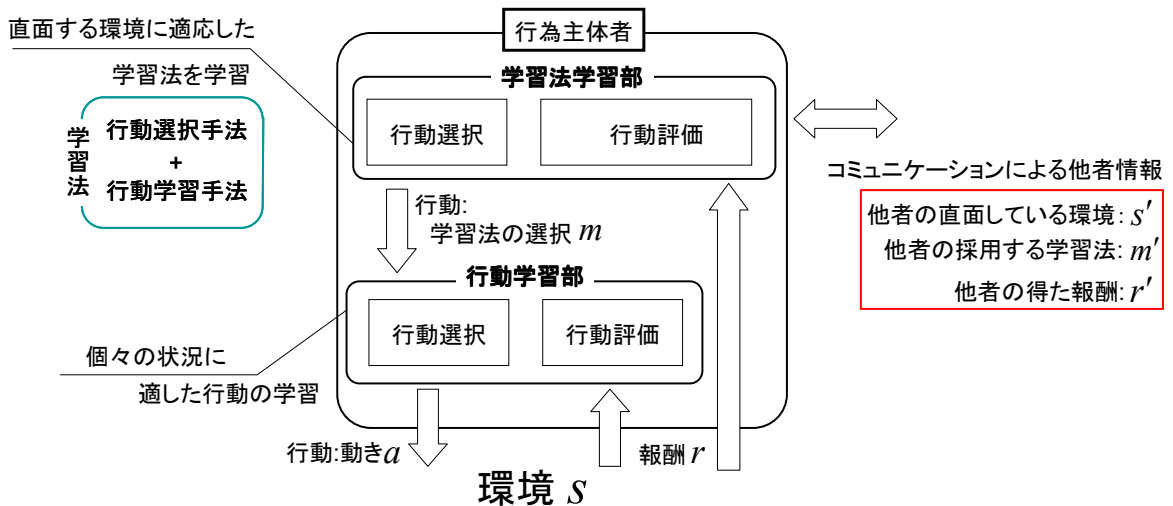 直面する環境に適応した
学習法を学習
学習法
行動選択手法
+
行動学習手法
行為主体者
学習法学習部
行動選択
行動評価
行動:
学習法の選択 m
行動学習部
行動選択
行動評価
個々の状況に
適した行動の学習
行動:動きa
報酬 r
環境 s
コミュニケーションによる他者情報
他者の直面している環境: s′
他者の採用する学習法: m′
他者の得た報酬: r′